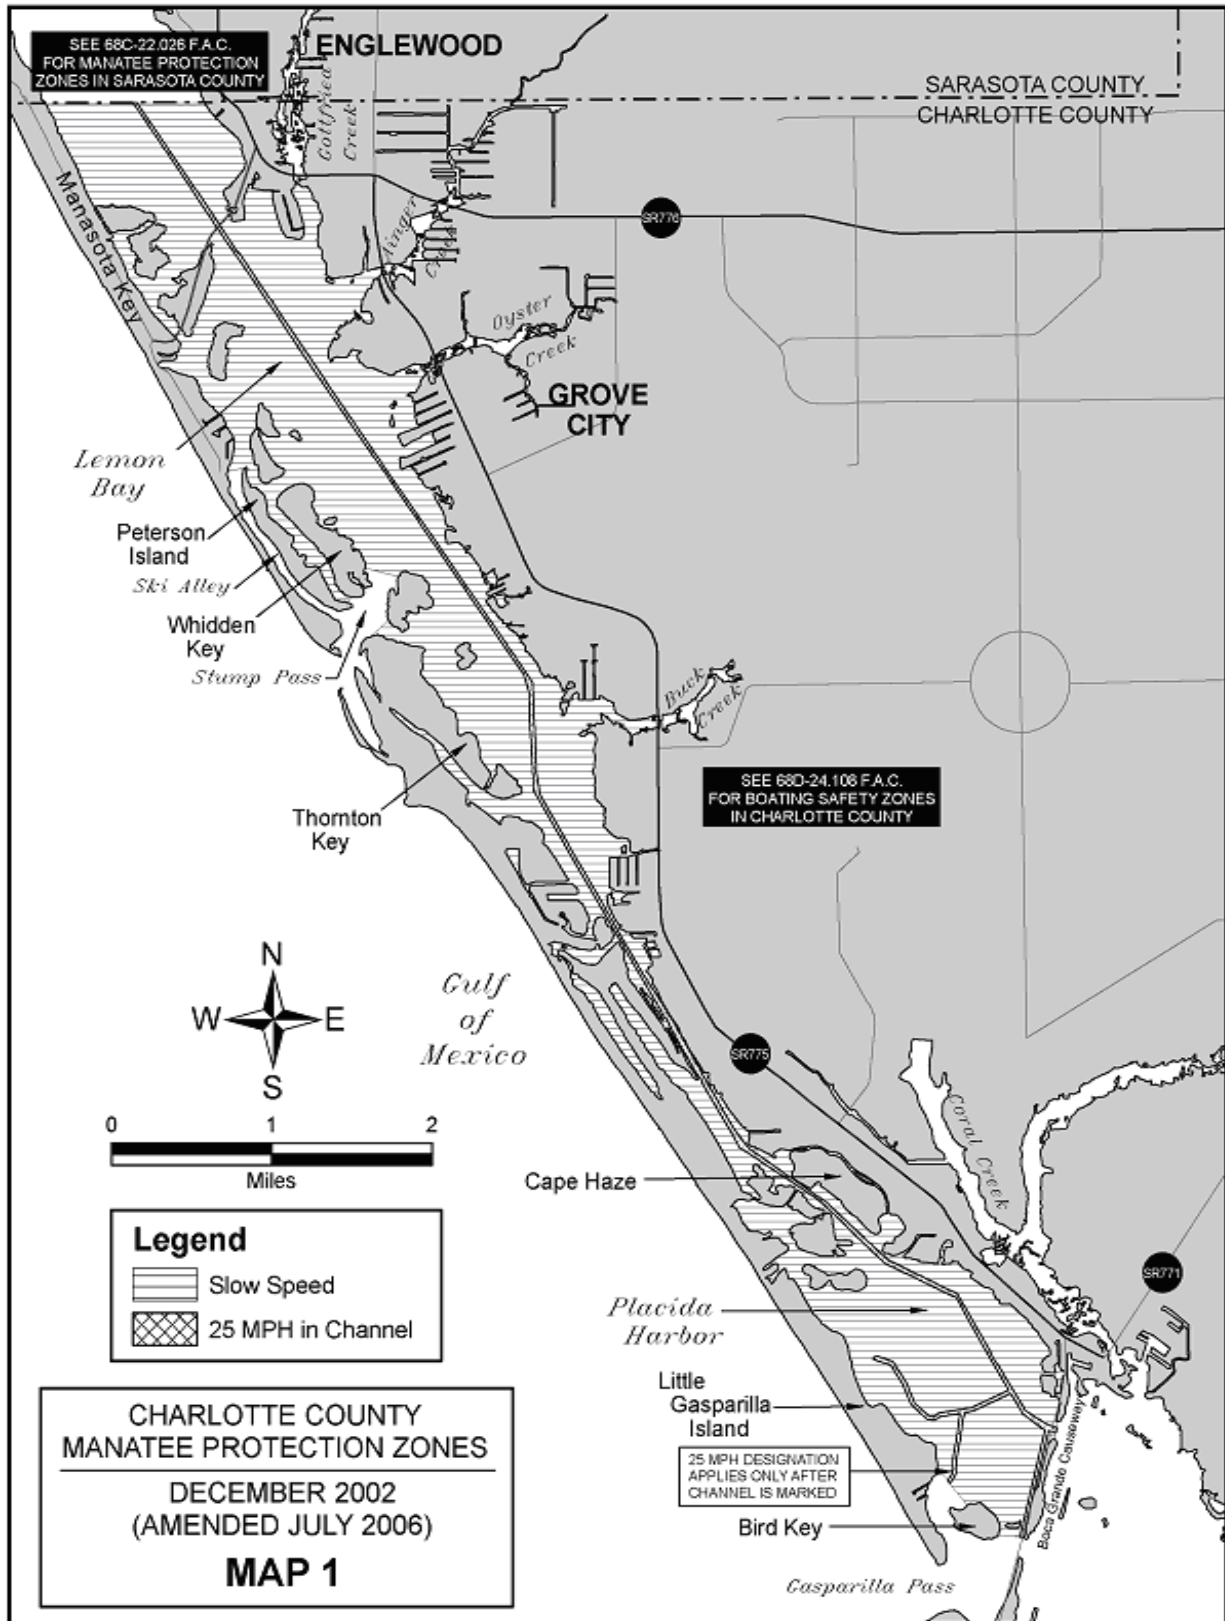 SEE 68C-22.026 F.A.C.
FOR MANATEE PROTECTION
ZONES IN SARASOTA COUNTY
ENGLEWOOD
SARASOTA COUNTY
CHARLOTTE COUNTY
Gottfried
Creek
Manasota Key
Ainger
Creek
SR776
Oyster
Creek
GROVE
CITY
Lemon
Bay
Peterson
Island
Ski Alley
Whidden
Key
Stump Pass
Buck
Creek
SEE 68D-24.108 F.A.C.
FOR BOATING SAFETY ZONES
IN CHARLOTTE COUNTY
Thornton
Key
N
W
E
S
Gulf
of
Mexico
SR775
Coral Creek
0
1
2
Miles
Cape Haze
Legend
Slow Speed
25 MPH in Channel
SR771
Placida
Harbor
Little
Gasparilla
Island
25 MPH DESIGNATION
APPLIES ONLY AFTER
CHANNEL IS MARKED
Boca Grande Causeway
Bird Key
Gasparilla Pass
CHARLOTTE COUNTY
MANATEE PROTECTION ZONES
DECEMBER 2002
(AMENDED JULY 2006)
MAP 1